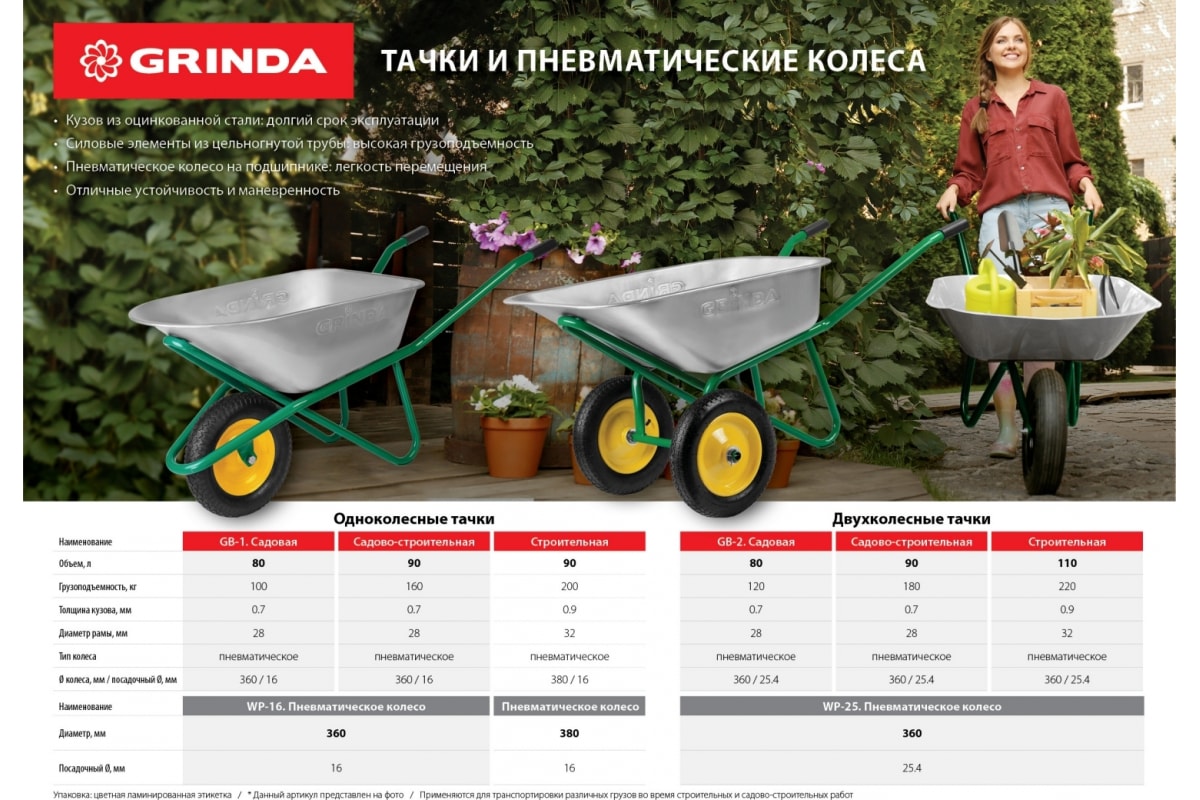 GRINDA
ТАЧКИ И ПНЕВМАТИЧЕСКИЕ КОЛЕСА
• Кузов из оцинкованной стали: долгий срок эксплуатации
• Силовые элементы из цельногнутой трубы: высокая грузоподъемность
• Пневматическое колесо на подшипнике: легкость перемещения
• Отличные устойчивость и маневренность
GRINDA GRINDA GRINDA GRINDA
Одноколесные тачки Двухколесные тачки
Наименование GB-1. Садовая Садово-строительная Строительная GB-2. Садовая Садово-строительная Строительная
Объем, л 80 90 90 80 90 110
Грузоподъемность, кг 100 160 200 120 180 220
Толщина кузова, мм 0.7 0.7 0.9 0.7 0.7 0.9
Диаметр рамы, мм 28 28 32 28 28 32
Тип колеса пневматическое пневматическое пневматическое пневматическое пневматическое пневматическое
Ø колеса, мм / посадочный Ø, мм 360 / 16 360 / 16 380 / 16 360 / 25.4 360 / 25.4 360 / 25.4
Наименование WP-16. Пневматическое колесо Пневматическое колесо WP-25. Пневматическое колесо
Диаметр, мм 360 380 360
Посадочный Ø, мм 16 16 25.4
Упаковка: цветная ламинированная этикетка / * Данный артикул представлен на фото / Применяются для транспортировки различных грузов во время строительных и садово-строительных работ